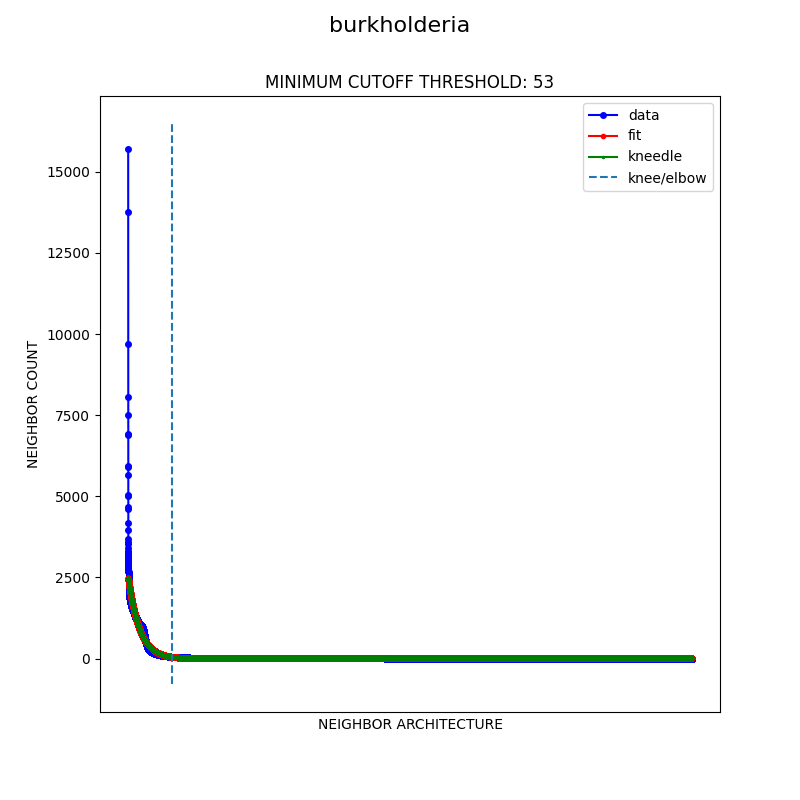 burkholderia
MINIMUM CUTOFF THRESHOLD: 53
data
fit
kneedle
knee/elbow
15000
12500
10000
7500
5000
2500
0
NEIGHBOR COUNT
NEIGHBOR ARCHITECTURE